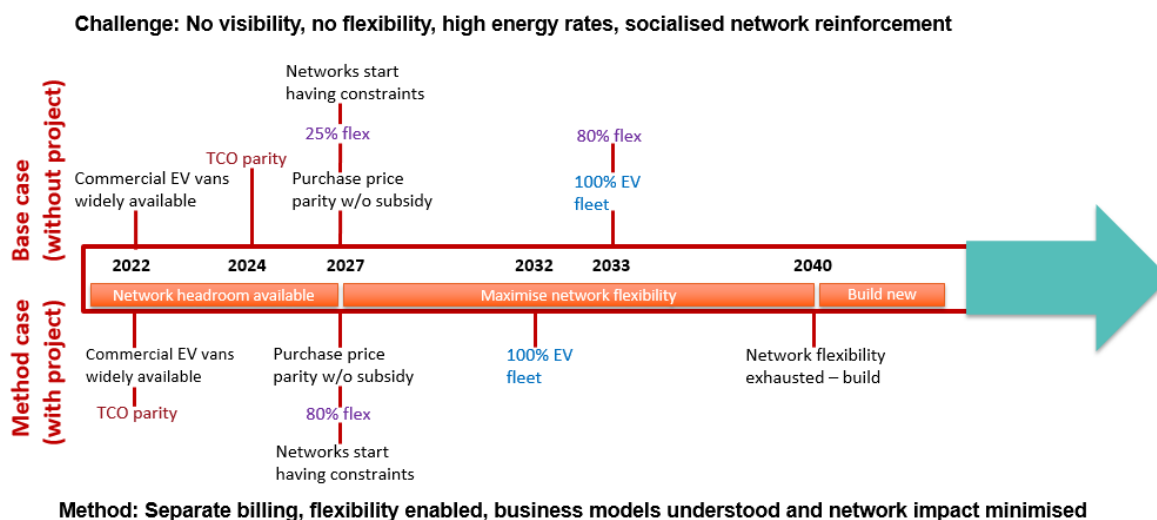 Challenge: No visibility, no flexibility, high energy rates, socialised network reinforcement
Base case
(without project)
Networks start
having constraints
25% flex
80% flex
TCO parity
Commercial EV vans
widely available
Purchase price
parity w/o subsidy
100% EV
fleet
2022
2024
2027
2032
2033
2040
Network headroom available
Maximise network flexibility
Build new
Method case
(with project)
Commercial EV vans
widely available
TCO parity
Purchase price
parity w/o subsidy
80% flex
Networks start
having constraints
100% EV
fleet
Network flexibility
exhausted – build
Method: Separate billing, flexibility enabled, business models understood and network impact minimised